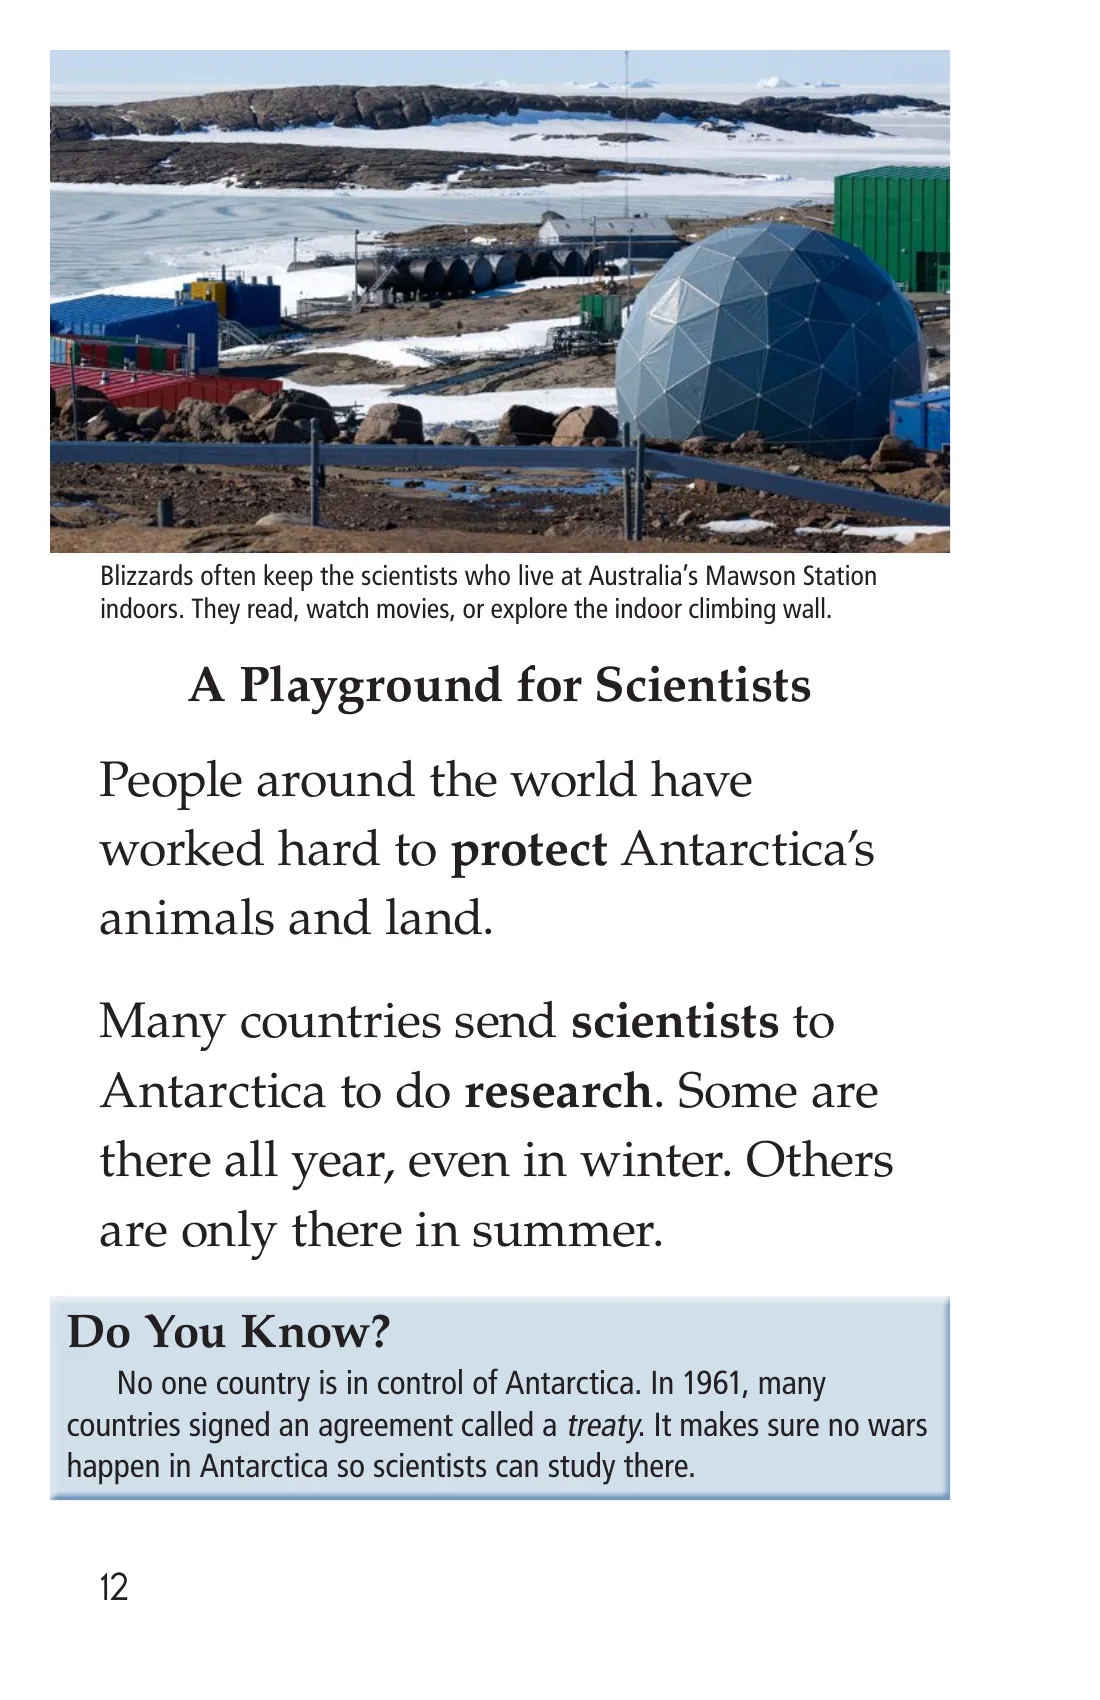 Blizzards often keep the scientists who live at Australia’s Mawson Station
indoors. They read, watch movies, or explore the indoor climbing wall.
A Playground for Scientists
People around the world have
worked hard to protect Antarctica’s
animals and land.
Many countries send scientists to
Antarctica to do research. Some are
there all year, even in winter. Others
are only there in summer.
Do You Know?
No one country is in control of Antarctica. In 1961, many
countries signed an agreement called a treaty. It makes sure no wars
happen in Antarctica so scientists can study there.
12